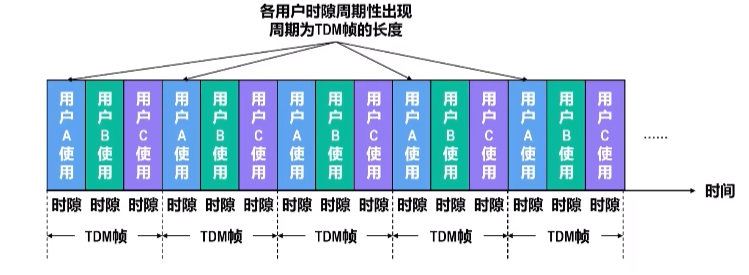 各用户时隙周期性出现
周期为TDM帧的长度
用户A使用 用户B使用 用户C使用 用户A使用 用户B使用 用户C使用 用户A使用 用户B使用 用户C使用 用户A使用 用户B使用 用户C使用 用户A使用 用户B使用 用户C使用 ……
时间
时隙 时隙 时隙 时隙 时隙 时隙 时隙 时隙 时隙 时隙 时隙 时隙 时隙 时隙 时隙
TDM帧 TDM帧 TDM帧 TDM帧 TDM帧